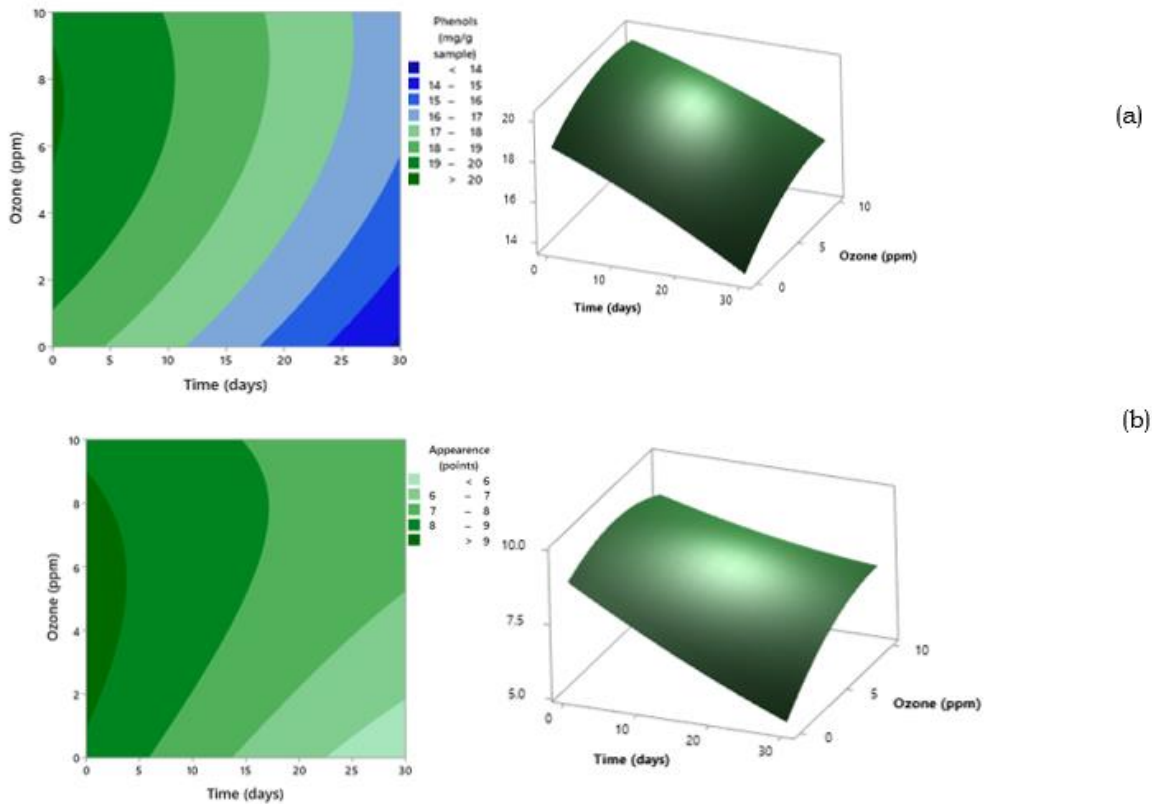 Phenols
(mg/g
sample)
< 14
14 – 15
15 – 16
16 – 17
17 – 18
18 – 19
19 – 20
> 20
10
8
6
4
2
0
Ozone (ppm)
0 5 10 15 20 25 30
Time (days)
20
18
16
14
0 10 20 30
Time (days)
0
5
10
Ozone (ppm)
(a)
Appearence
(points)
< 6
6 – 7
7 – 8
8 – 9
> 9
10
8
6
4
2
0
Ozone (ppm)
0 5 10 15 20 25 30
Time (days)
10.0
7.5
5.0
0 10 20 30
Time (days)
0
5
10
Ozone (ppm)
(b)